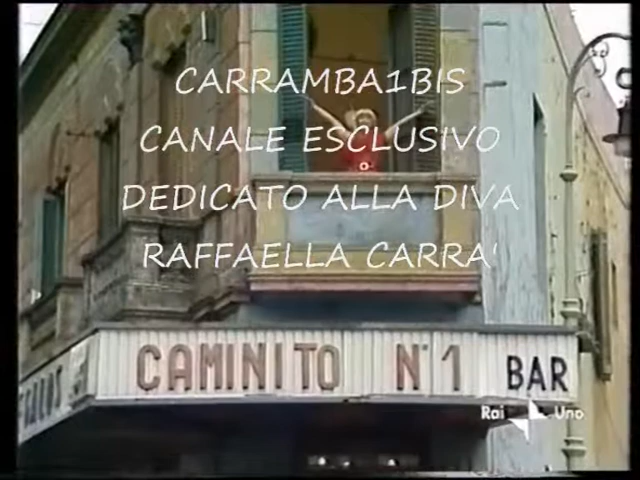 CARRAMBA1BIS
CANALE ESCLUSIVO
DEDICATO ALLA DIVA
RAFFAELLA CARRA'
CAMINITO N°1 BAR
Rai Uno